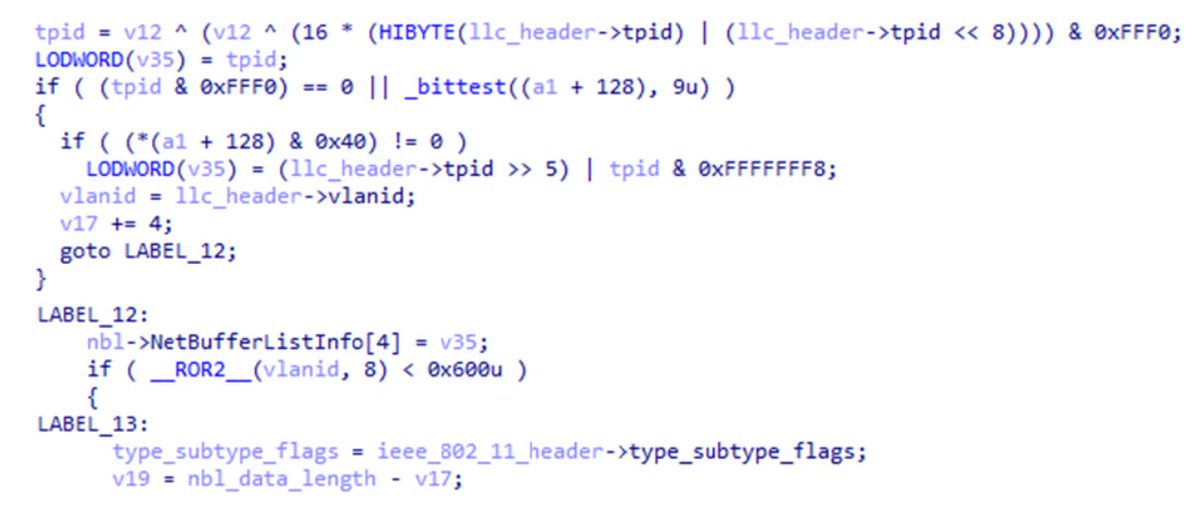 tpid = v12 ^ (v12 ^ (16 * (HIBYTE(llc_header->tpid) | (llc_header->tpid << 8)))) & 0xFFF0;
LODWORD(v35) = tpid;
if ( (tpid & 0xFFF0) == 0 || _bittest((a1 + 128), 9u) )
{
if ( (*(a1 + 128) & 0x40) != 0 )
LODWORD(v35) = (llc_header->tpid >> 5) | tpid & 0xFFFFFFF8;
vlanid = llc_header->vlanid;
v17 += 4;
goto LABEL_12;
}
LABEL_12:
nbl->NetBufferListInfo[4] = v35;
if ( __ROR2__(vlanid, 8) < 0x600u )
{
LABEL_13:
type_subtype_flags = ieee_802_11_header->type_subtype_flags;
v19 = nbl_data_length - v17;